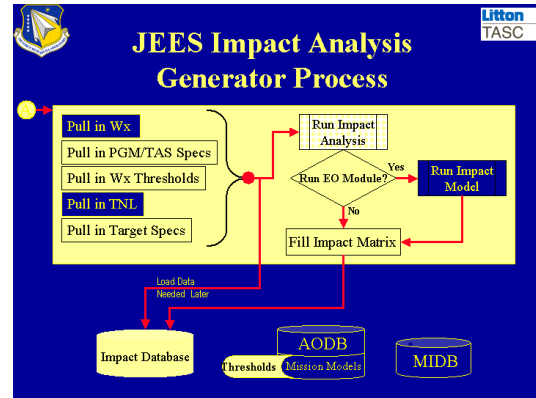 Litton
TASC
JEES Impact Analysis
Generator Process
A
Pull in Wx
Pull in PGM/TAS Specs
Pull in Wx Thresholds
Pull in TNL
Pull in Target Specs
Run Impact
Analysis
Run EO Module?
Yes
Run Impact
Model
No
Fill Impact Matrix
Load Data
Needed Later
Impact Database
AODB
Thresholds
Mission Models
MIDB